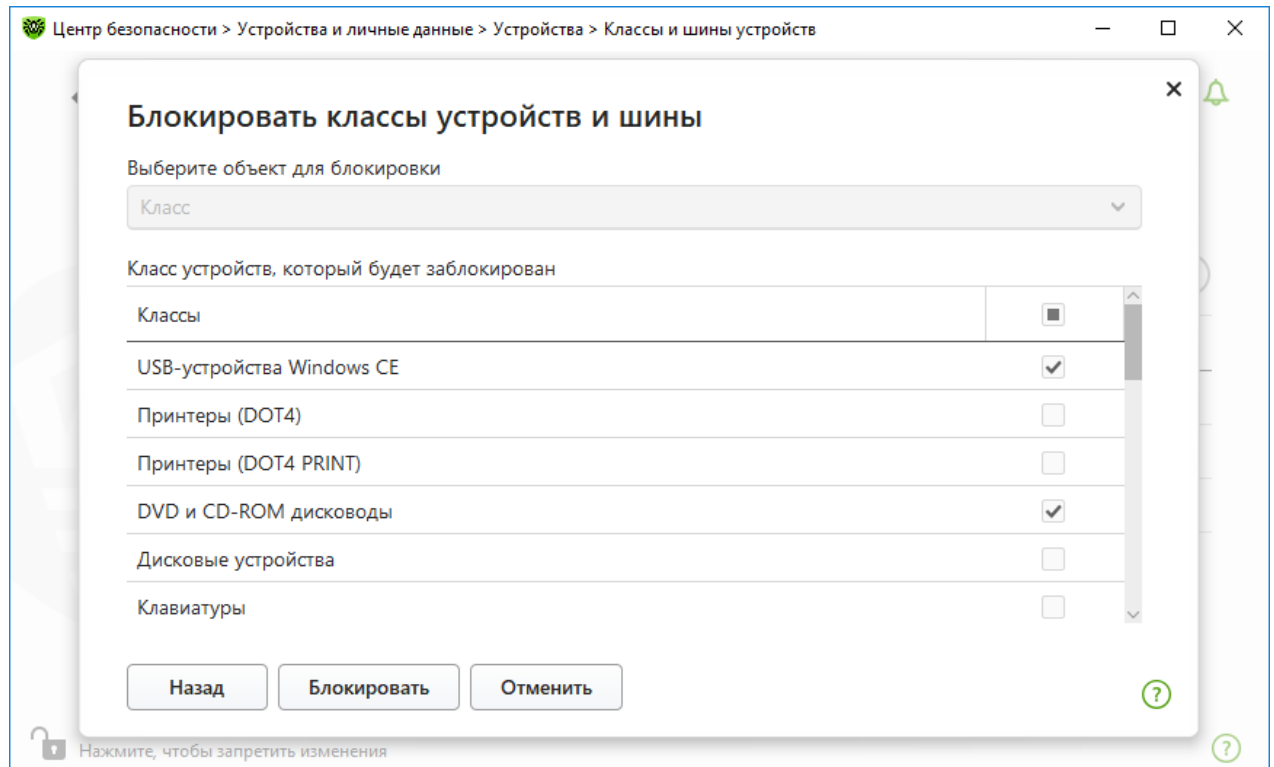 Центр безопасности > Устройства и личные данные > Устройства > Классы и шины устройств
Блокировать классы устройств и шины
Выберите объект для блокировки
Класс
Класс устройств, который будет заблокирован
Классы
USB-устройства Windows CE
Принтеры (DOT4)
Принтеры (DOT4 PRINT)
DVD и CD-ROM дисководы
Дисковые устройства
Клавиатуры
Назад Блокировать Отменить
Нажмите, чтобы запретить изменения